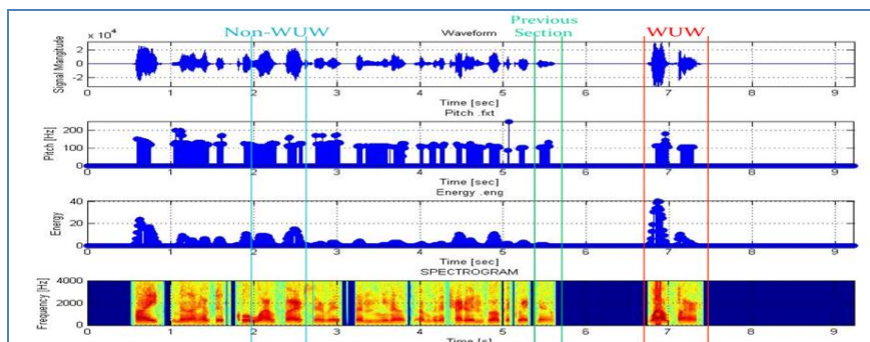 Non-WUW
Previous
Section
WUW
x 10⁴
Waveform
Signal Mangitude
2
0
-2
0 1 2 3 4 5 6 7 8 9
Time [sec]
Pitch .fxt
Pitch [Hz]
200
100
0
0 1 2 3 4 5 6 7 8 9
Time [sec]
Energy .eng
Energy
40
20
0
0 1 2 3 4 5 6 7 8 9
Time [sec]
SPECTROGRAM
Frequency [Hz]
4000
2000
0
0 1 2 3 4 5 6 7 8 9
Time [s]